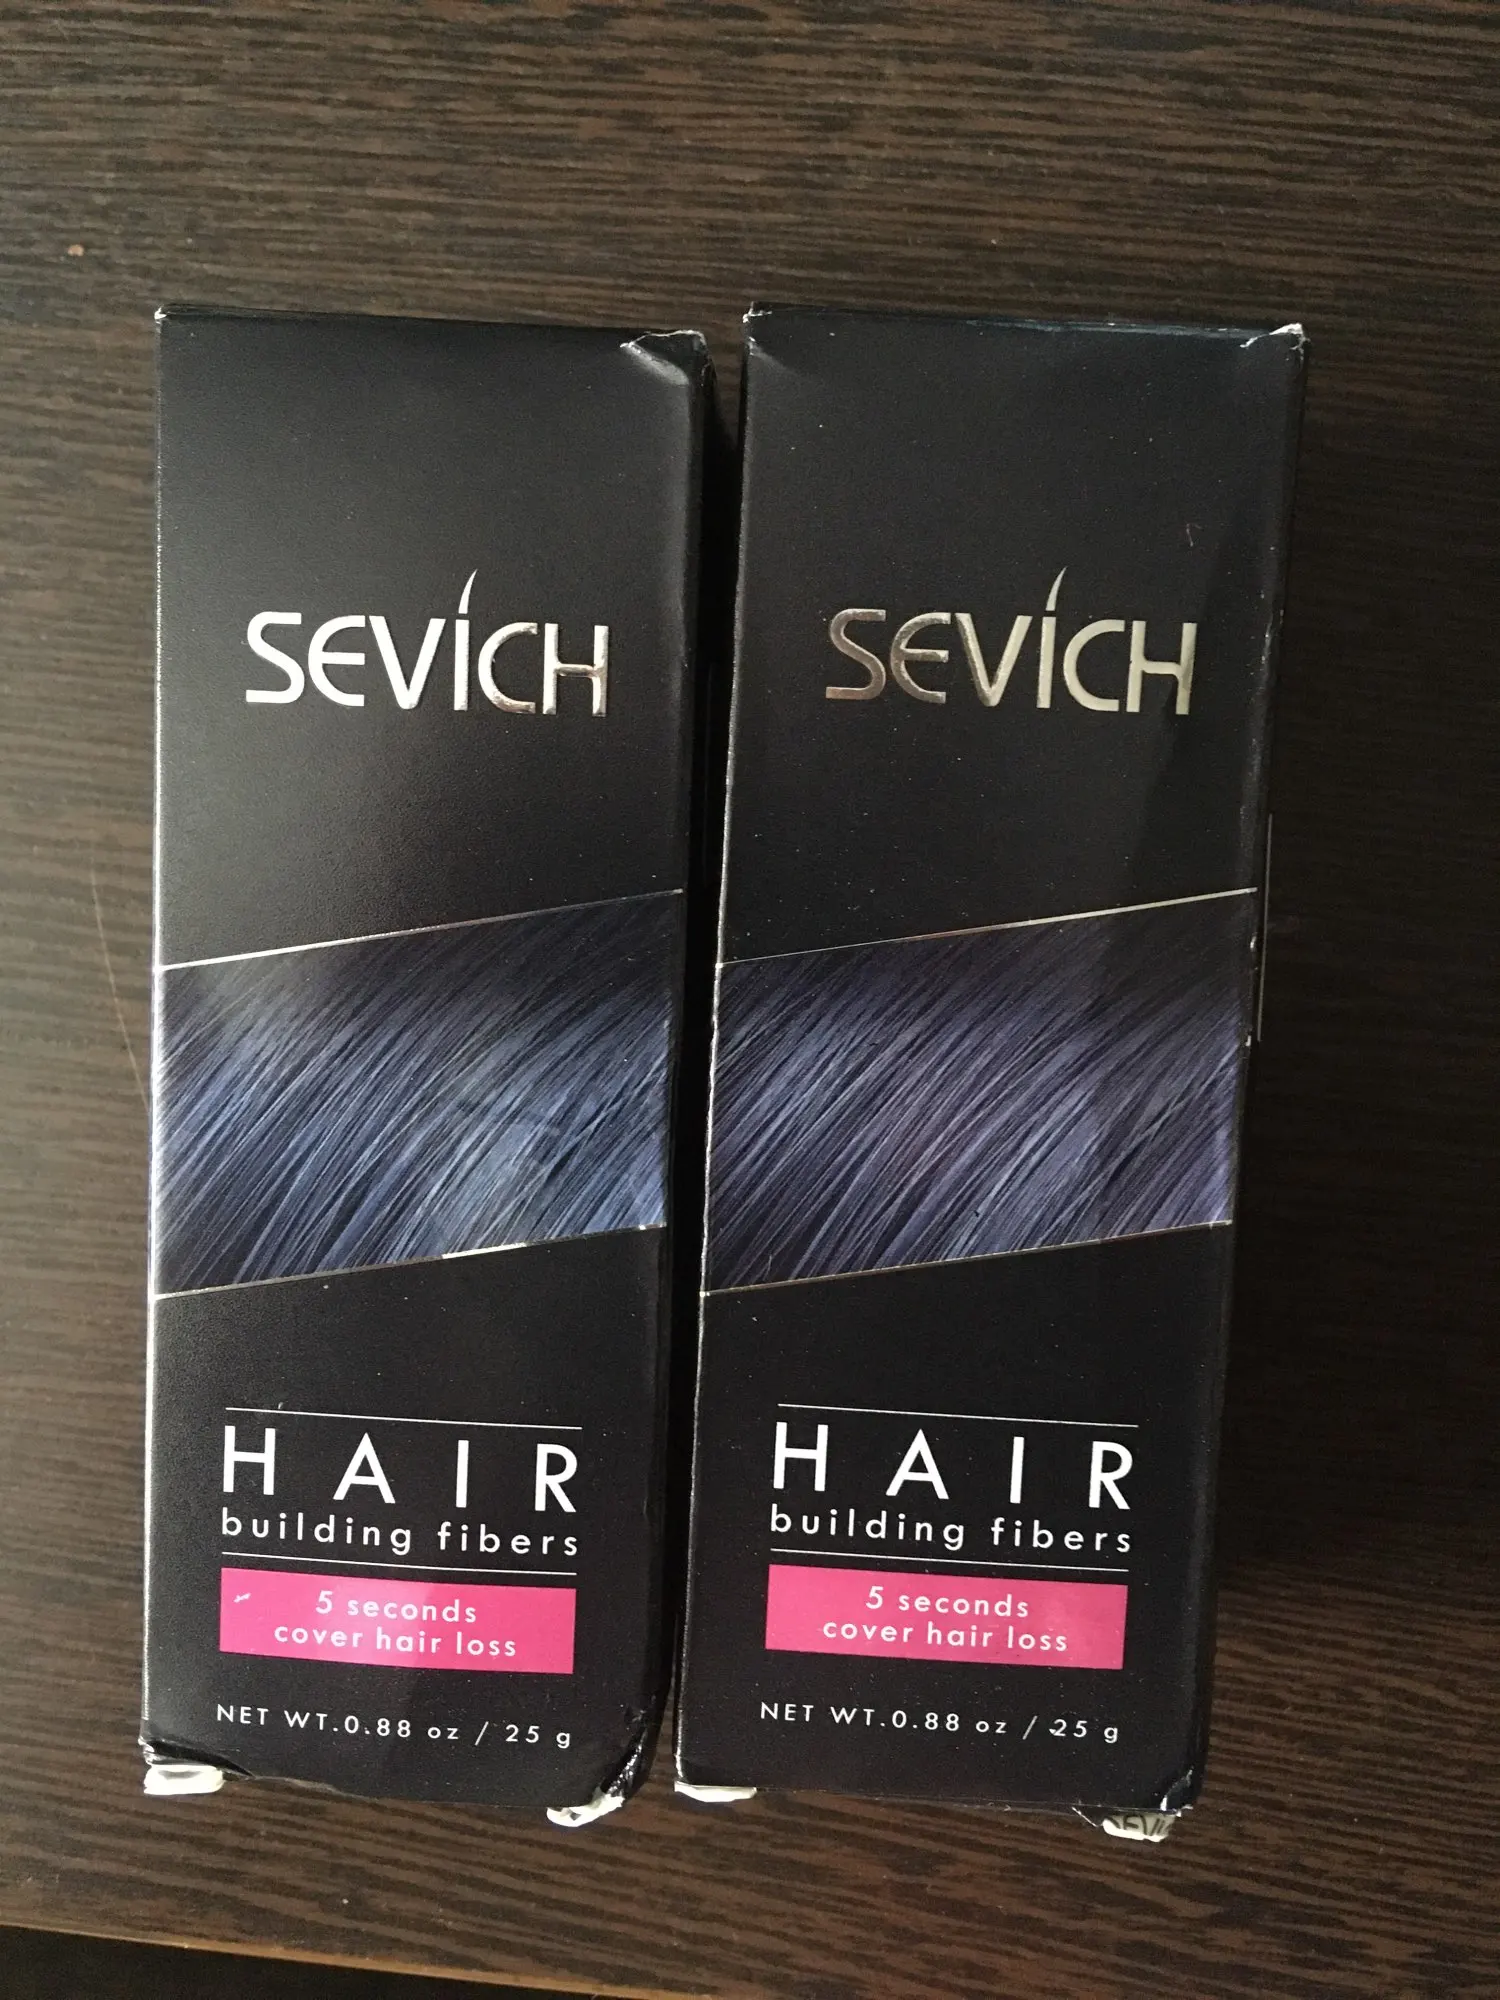 SEVICH
HAIR
building fibers
5 seconds
cover hair loss
NET WT.0.88 oz / 25 g
SEVICH
HAIR
building fibers
5 seconds
cover hair loss
NET WT.0.88 oz / 25 g